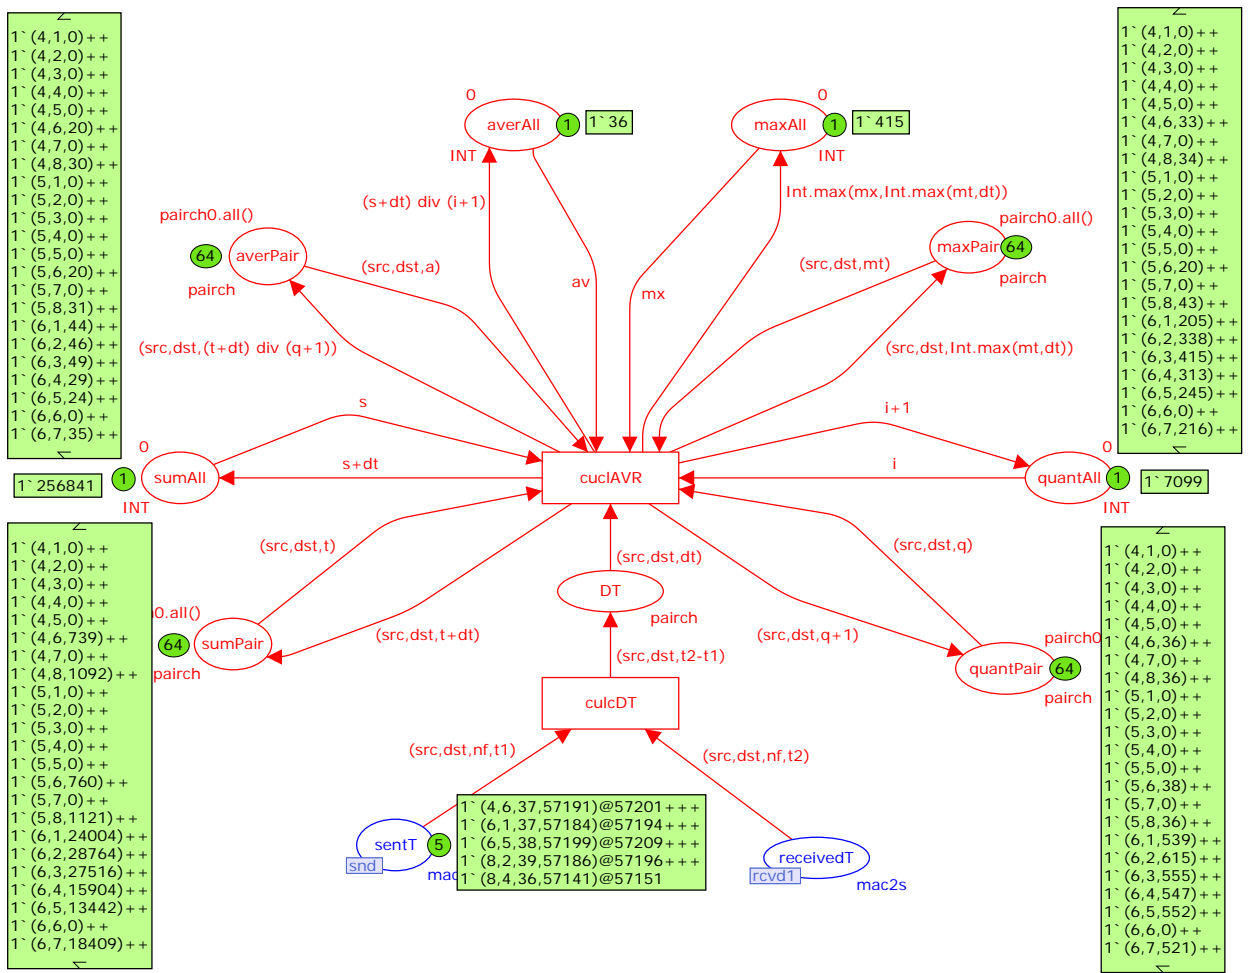 1`(4,1,0)++
1`(4,2,0)++
1`(4,3,0)++
1`(4,4,0)++
1`(4,5,0)++
1`(4,6,20)++
1`(4,7,0)++
1`(4,8,30)++
1`(5,1,0)++
1`(5,2,0)++
1`(5,3,0)++
1`(5,4,0)++
1`(5,5,0)++
1`(5,6,20)++
1`(5,7,0)++
1`(5,8,31)++
1`(6,1,44)++
1`(6,2,46)++
1`(6,3,49)++
1`(6,4,29)++
1`(6,5,24)++
1`(6,6,0)++
1`(6,7,35)++
0
averAll
1
1`36
INT
0
maxAll
1
1`415
INT
1`(4,1,0)++
1`(4,2,0)++
1`(4,3,0)++
1`(4,4,0)++
1`(4,5,0)++
1`(4,6,33)++
1`(4,7,0)++
1`(4,8,34)++
1`(5,1,0)++
1`(5,2,0)++
1`(5,3,0)++
1`(5,4,0)++
1`(5,5,0)++
1`(5,6,20)++
1`(5,7,0)++
1`(5,8,43)++
1`(6,1,205)++
1`(6,2,338)++
1`(6,3,415)++
1`(6,4,313)++
1`(6,5,245)++
1`(6,6,0)++
1`(6,7,216)++
(s+dt) div (i+1)
Int.max(mx,Int.max(mt,dt))
pairch0.all()
64
averPair
pairch
pairch0.all()
maxPair
64
pairch
(src,dst,a)
av
mx
(src,dst,mt)
(src,dst,(t+dt) div (q+1))
(src,dst,Int.max(mt,dt))
s
i+1
0
1`256841
1
sumAll
INT
s+dt
cuclAVR
i
0
quantAll
1
1`7099
INT
1`(4,1,0)++
1`(4,2,0)++
1`(4,3,0)++
1`(4,4,0)++
1`(4,5,0)++
1`(4,6,739)++
1`(4,7,0)++
1`(4,8,1092)++
1`(5,1,0)++
1`(5,2,0)++
1`(5,3,0)++
1`(5,4,0)++
1`(5,5,0)++
1`(5,6,760)++
1`(5,7,0)++
1`(5,8,1121)++
1`(6,1,24004)++
1`(6,2,28764)++
1`(6,3,27516)++
1`(6,4,15904)++
1`(6,5,13442)++
1`(6,6,0)++
1`(6,7,18409)++
(src,dst,t)
(src,dst,dt)
(src,dst,q)
DT
pairch
0.all()
64
sumPair
pairch
(src,dst,t+dt)
(src,dst,t2-t1)
(src,dst,q+1)
pairch0
quantPair
64
pairch
1`(4,1,0)++
1`(4,2,0)++
1`(4,3,0)++
1`(4,4,0)++
1`(4,5,0)++
1`(4,6,36)++
1`(4,7,0)++
1`(4,8,36)++
1`(5,1,0)++
1`(5,2,0)++
1`(5,3,0)++
1`(5,4,0)++
1`(5,5,0)++
1`(5,6,38)++
1`(5,7,0)++
1`(5,8,36)++
1`(6,1,539)++
1`(6,2,615)++
1`(6,3,555)++
1`(6,4,547)++
1`(6,5,552)++
1`(6,6,0)++
1`(6,7,521)++
culcDT
(src,dst,nf,t1)
(src,dst,nf,t2)
sentT
5
snd
mac
1`(4,6,37,57191)@57201+++
1`(6,1,37,57184)@57194+++
1`(6,5,38,57199)@57209+++
1`(8,2,39,57186)@57196+++
1`(8,4,36,57141)@57151
receivedT
rcvd1
mac2s